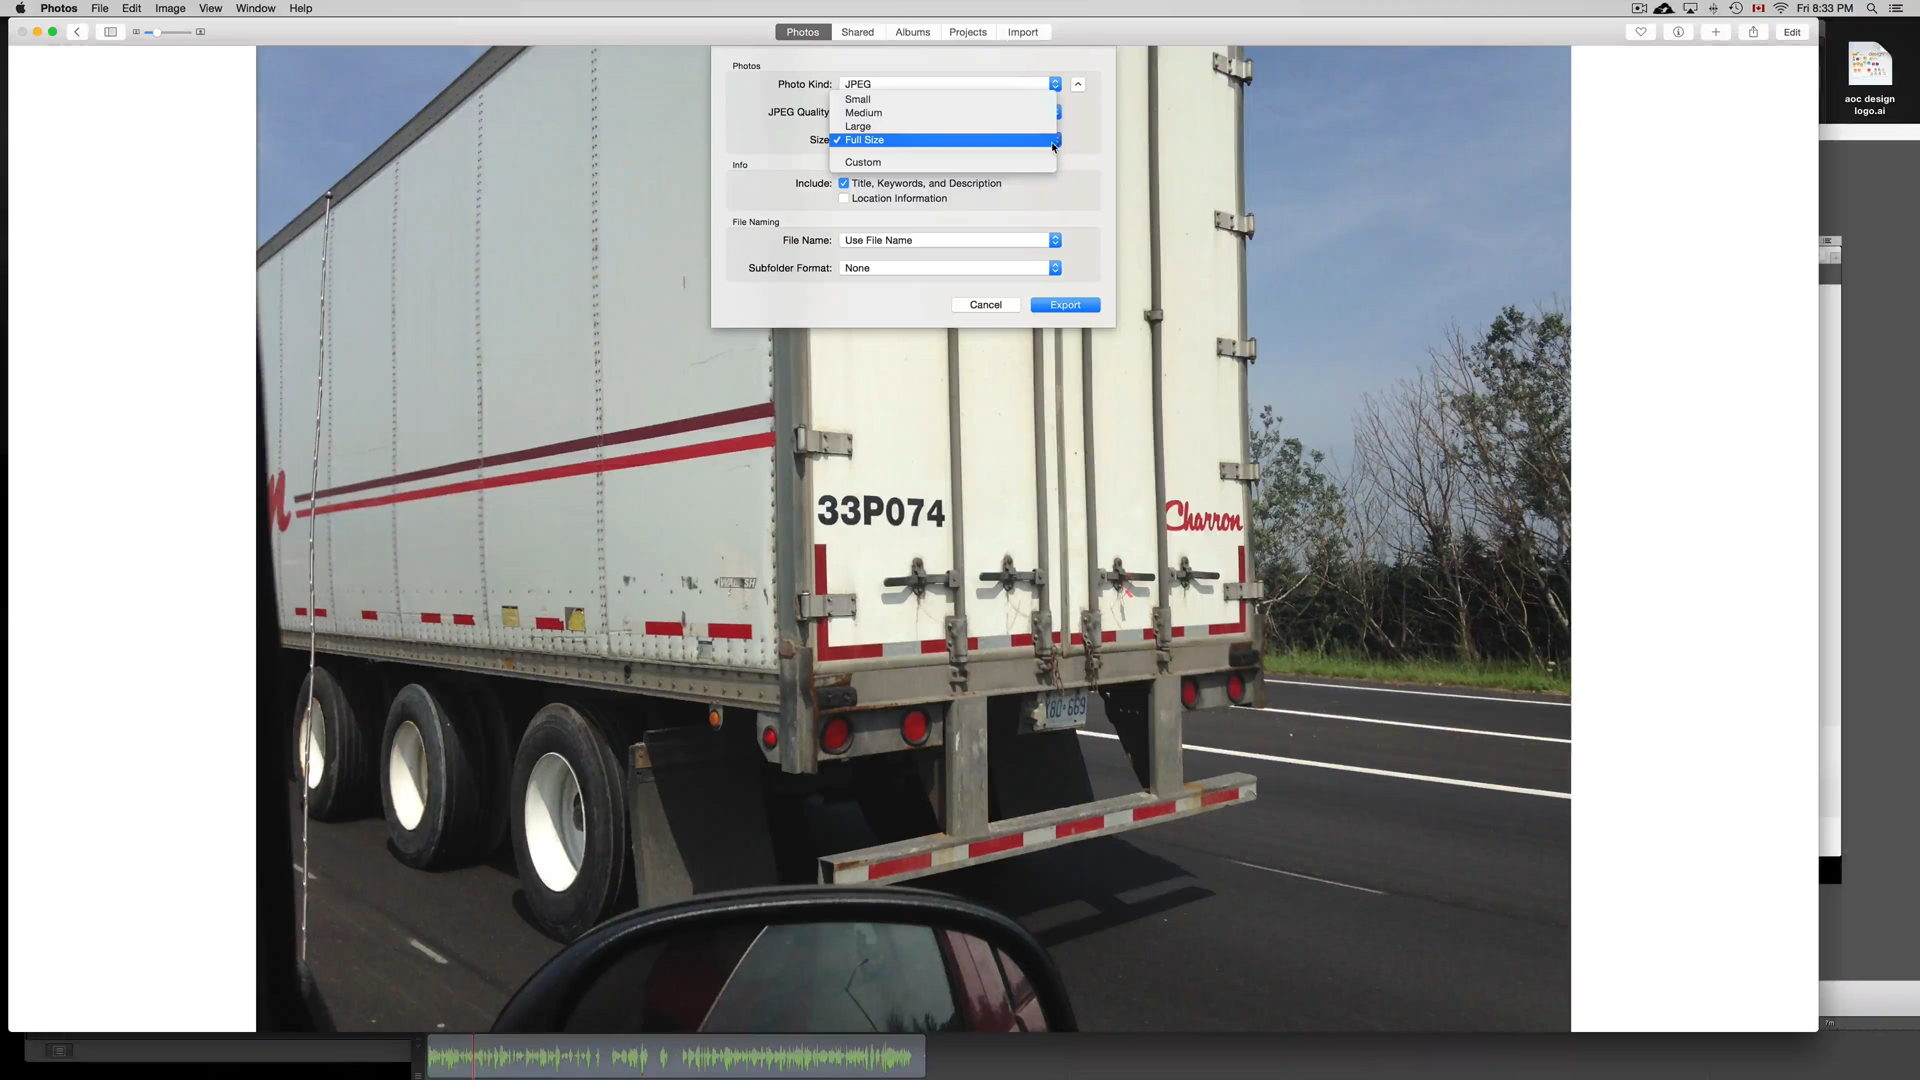 Photos File Edit Image View Window Help
Fri 8:33 PM
Photos Shared Albums Projects Import
Edit
aoc design
logo.ai
Photos
Photo Kind: JPEG
JPEG Quality
Size
Small
Medium
Large
✓ Full Size
Custom
Info
Include: Title, Keywords, and Description
Location Information
File Naming
File Name: Use File Name
Subfolder Format: None
Cancel Export
33P074
Charron
n
7m